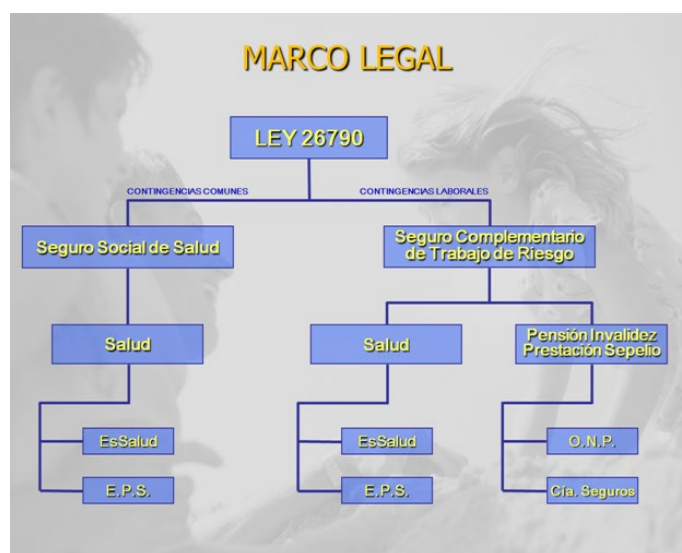 MARCO LEGAL
LEY 26790
CONTINGENCIAS COMUNES
CONTINGENCIAS LABORALES
Seguro Social de Salud
Seguro Complementario
de Trabajo de Riesgo
Salud
Salud
Pensión Invalidez
Prestación Sepelio
EsSalud
EsSalud
O.N.P.
E.P.S.
E.P.S.
Cía. Seguros